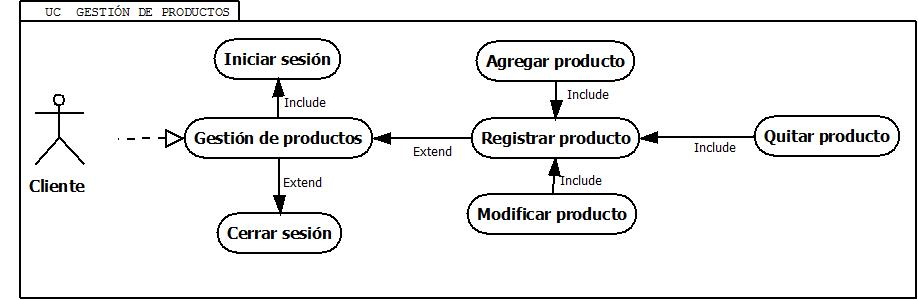 UC GESTIÓN DE PRODUCTOS
Iniciar sesión
Agregar producto
Include
Include
Gestión de productos
Registrar producto
Quitar producto
Extend
Include
Cliente
Extend
Include
Modificar producto
Cerrar sesión